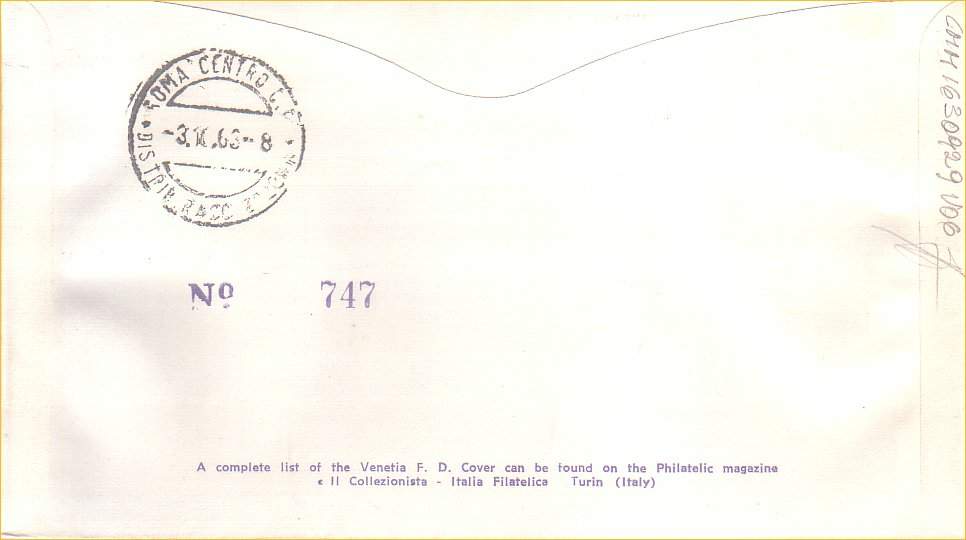 ROMA CENTRO C.
-3.IX.63--8
DISTRIB. RACC.
No 747
A complete list of the Venetia F. D. Cover can be found on the Philatelic magazine
« Il Collezionista - Italia Filatelica Turin (Italy)